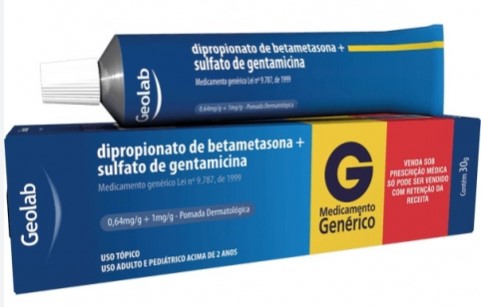 Geolab
dipropionato de betametasona +
sulfato de gentamicina
Medicamento genérico Lei nº 9.787, de 1999
0,64mg/g + 1mg/g - Pomada Dermatológica
Geolab
dipropionato de betametasona +
sulfato de gentamicina
Medicamento genérico Lei nº 9.787, de 1999
0,64mg/g + 1mg/g - Pomada Dermatológica
USO TÓPICO
USO ADULTO E PEDIÁTRICO ACIMA DE 2 ANOS
G
Medicamento
Genérico
VENDA SOB
PRESCRIÇÃO MÉDICA
SÓ PODE SER VENDIDO
COM RETENÇÃO DA
RECEITA
Contém 30g